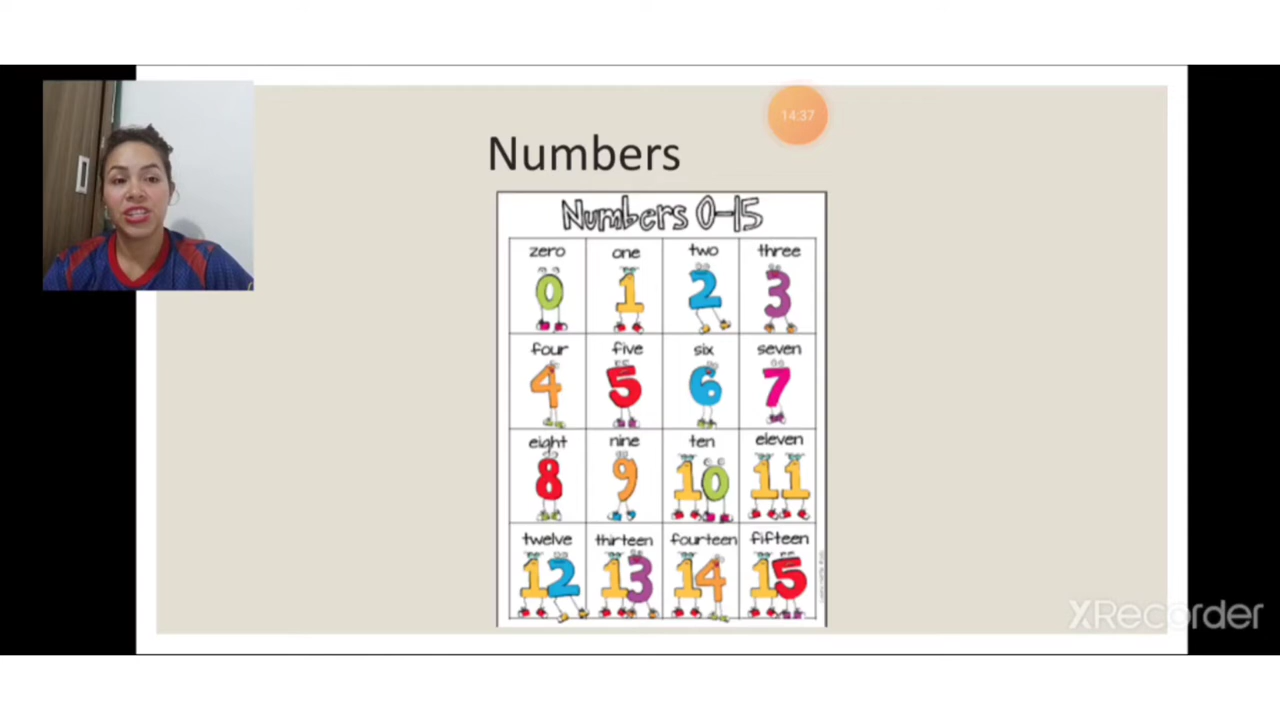 14:37
Numbers
Numbers 0-15
zero one two three
0 1 2 3
four five six seven
4 5 6 7
eight nine ten eleven
8 9 10 11
twelve thirteen fourteen fifteen
12 13 14 15
XRecorder